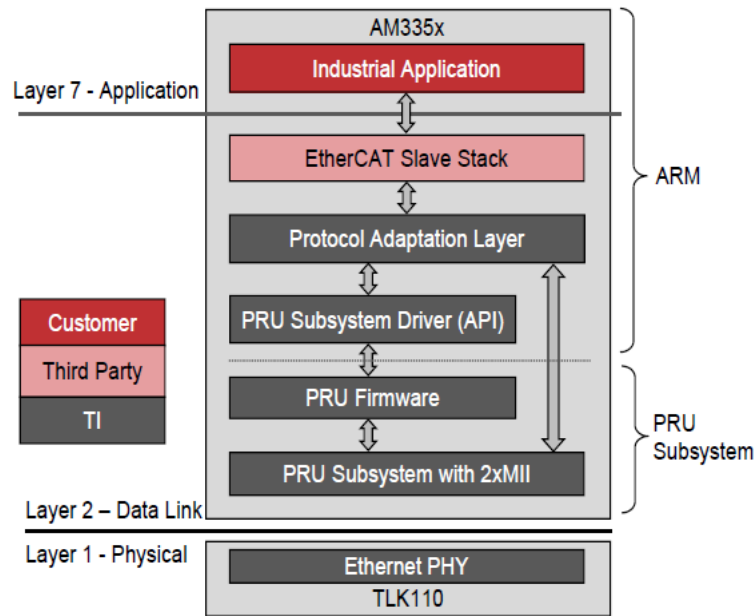 AM335x
Industrial Application
Layer 7 - Application
EtherCAT Slave Stack
ARM
Protocol Adaptation Layer
Customer
PRU Subsystem Driver (API)
Third Party
TI
PRU Firmware
PRU
Subsystem
PRU Subsystem with 2xMII
Layer 2 – Data Link
Layer 1 - Physical
Ethernet PHY
TLK110